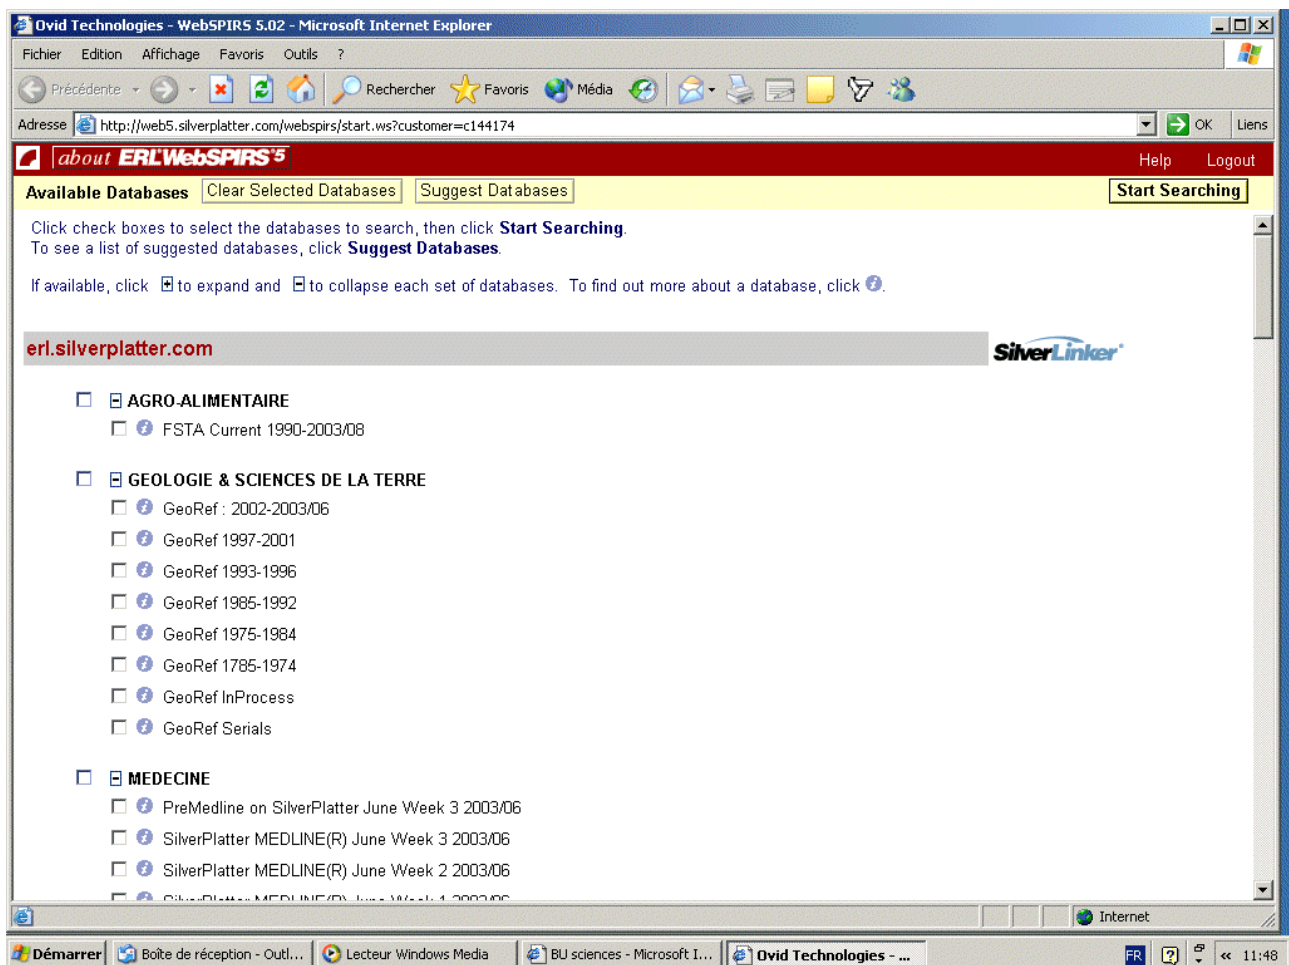 Ovid Technologies - WebSPIRS 5.02 - Microsoft Internet Explorer
Fichier Edition Affichage Favoris Outils ?
Précédente Rechercher Favoris Média
Adresse http://web5.silverplatter.com/webspirs/start.ws?customer=c144174 OK Liens
about ERL WebSPIRS 5 Help Logout
Available Databases Clear Selected Databases Suggest Databases Start Searching
Click check boxes to select the databases to search, then click Start Searching.
To see a list of suggested databases, click Suggest Databases.
If available, click to expand and to collapse each set of databases. To find out more about a database, click .
erl.silverplatter.com SilverLinker
AGRO-ALIMENTAIRE
FSTA Current 1990-2003/08
GEOLOGIE & SCIENCES DE LA TERRE
GeoRef : 2002-2003/06
GeoRef 1997-2001
GeoRef 1993-1996
GeoRef 1985-1992
GeoRef 1975-1984
GeoRef 1785-1974
GeoRef InProcess
GeoRef Serials
MEDECINE
PreMedline on SilverPlatter June Week 3 2003/06
SilverPlatter MEDLINE(R) June Week 3 2003/06
SilverPlatter MEDLINE(R) June Week 2 2003/06
SilverPlatter MEDLINE(R) June Week 1 2003/06
Internet
Démarrer Boîte de réception - Outl... Lecteur Windows Media BU sciences - Microsoft I... Ovid Technologies - ... FR « 11:48